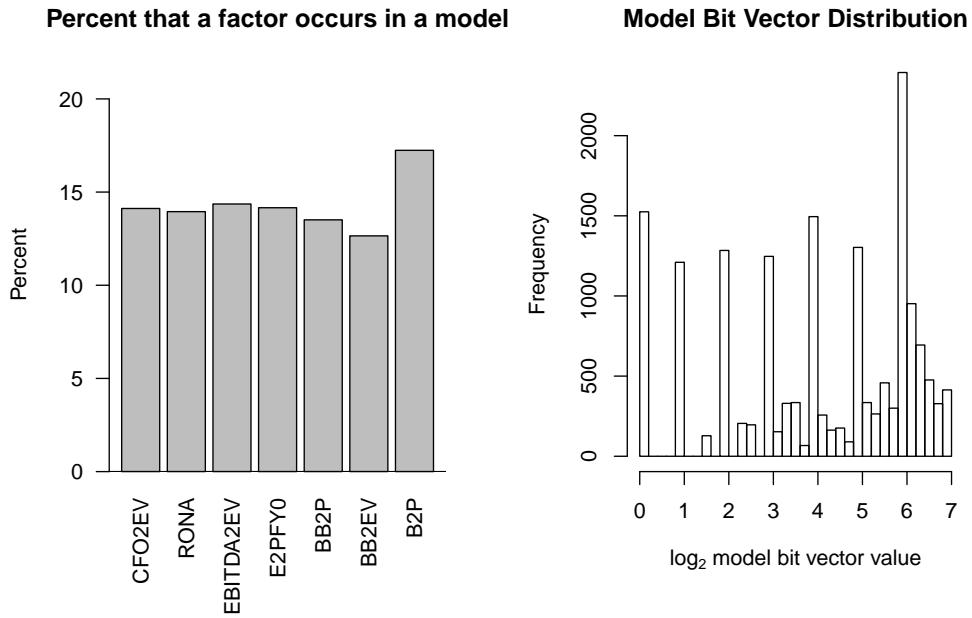 Percent that a factor occurs in a model
Percent
20
15
10
5
0
CFO2EV
RONA
EBITDA2EV
E2PFY0
BB2P
BB2EV
B2P
Model Bit Vector Distribution
Frequency
2000
1500
1000
500
0
0 1 2 3 4 5 6 7
log₂ model bit vector value